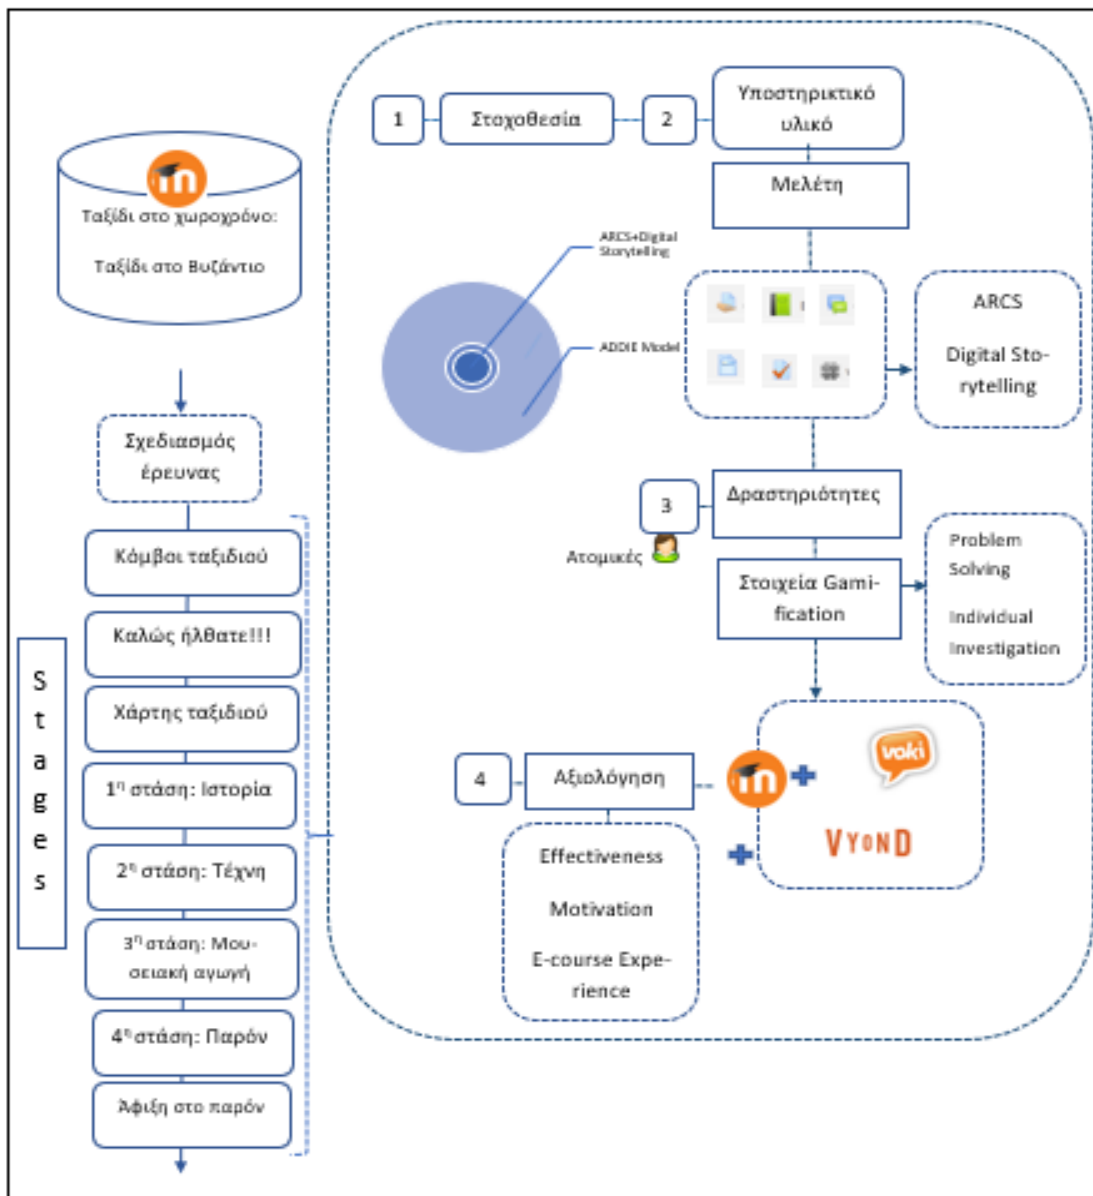 Ταξίδι στο χωροχρόνο:
Ταξίδι στο Βυζάντιο
Σχεδιασμός
έρευνας
Stages
Κόμβοι ταξιδιού
Καλώς ήλθατε!!!
Χάρτης ταξιδιού
1η στάση: Ιστορία
2η στάση: Τέχνη
3η στάση: Μου-
σειακή αγωγή
4η στάση: Παρόν
Άφιξη στο παρόν
1
Στοχοθεσία
2
Υποστηρικτικό
υλικό
Μελέτη
ARCS+Digital
Storytelling
ADDIE Model
ARCS
Digital Sto-
rytelling
3
Δραστηριότητες
Ατομικές
Στοιχεία Gami-
fication
Problem
Solving
Individual
Investigation
voki
VYOND
4
Αξιολόγηση
Effectiveness
Motivation
E-course Expe-
rience